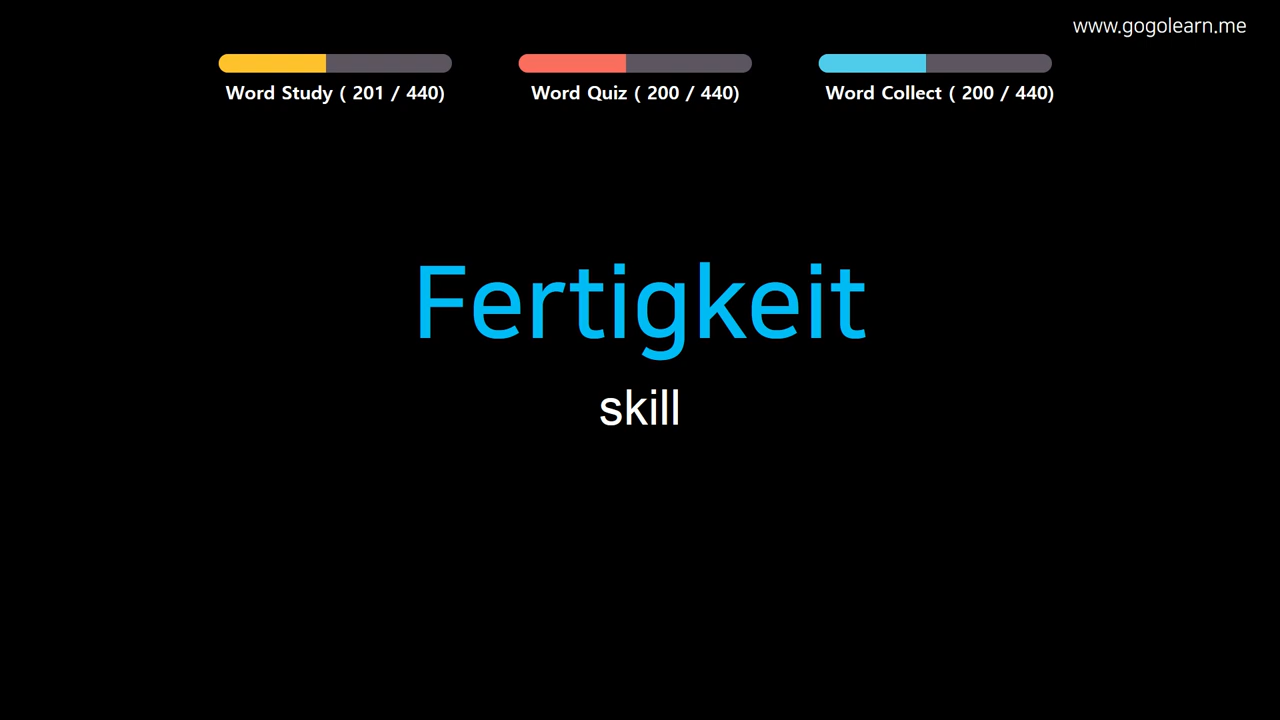 www.gogolearn.me
Word Study ( 201 / 440)
Word Quiz ( 200 / 440)
Word Collect ( 200 / 440)
Fertigkeit
skill